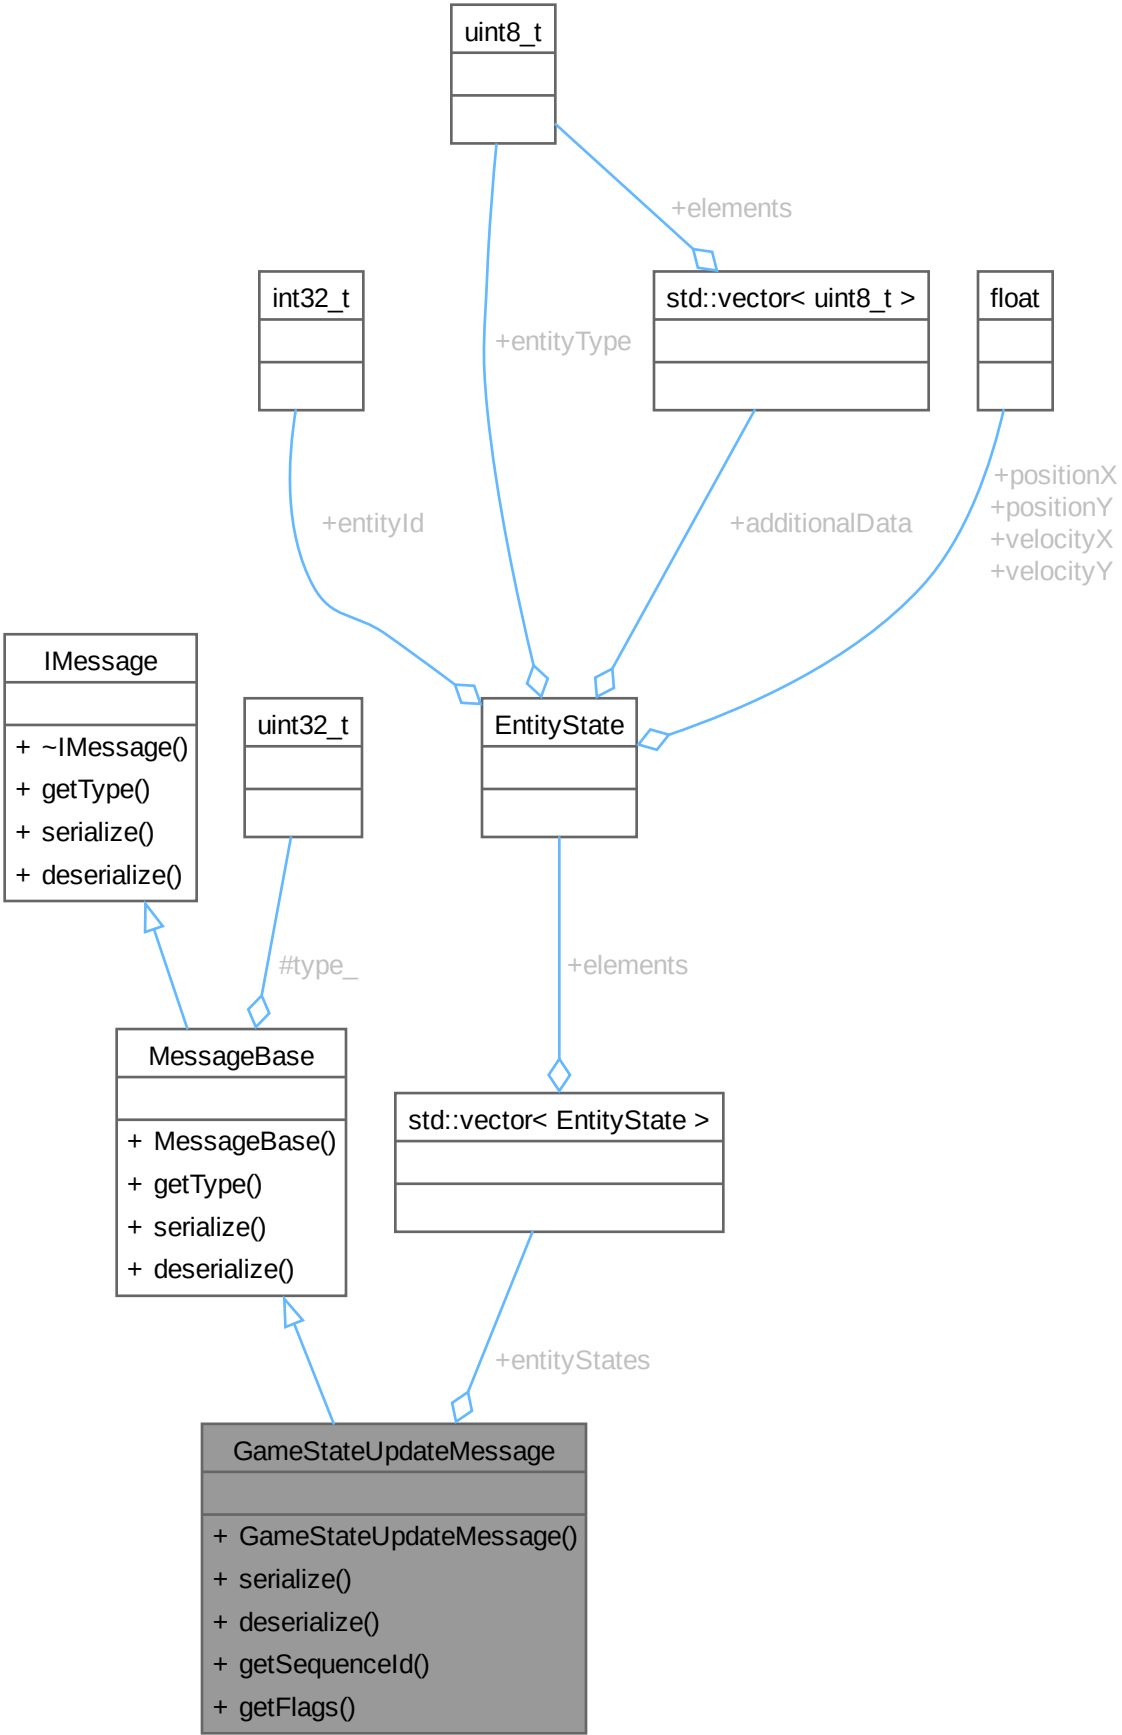 uint8_t
+elements
int32_t
std::vector< uint8_t >
float
+entityType
+positionX
+positionY
+velocityX
+velocityY
+entityId
+additionalData
IMessage
+ ~IMessage()
+ getType()
+ serialize()
+ deserialize()
uint32_t
EntityState
#type_
+elements
MessageBase
+ MessageBase()
+ getType()
+ serialize()
+ deserialize()
std::vector< EntityState >
+entityStates
GameStateUpdateMessage
+ GameStateUpdateMessage()
+ serialize()
+ deserialize()
+ getSequenceId()
+ getFlags()